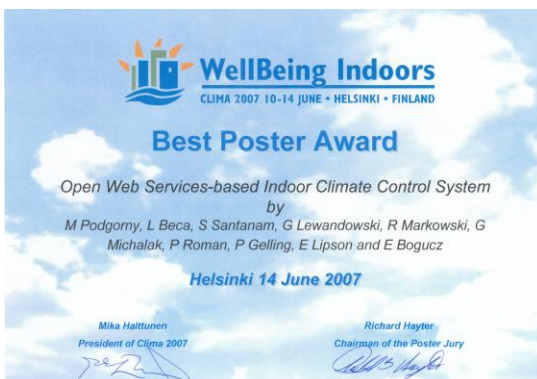 WellBeing Indoors
CLIMA 2007 10-14 JUNE • HELSINKI • FINLAND
Best Poster Award
Open Web Services-based Indoor Climate Control System
by
M Podgorny, L Beca, S Santanam, G Lewandowski, R Markowski, G
Michalak, P Roman, P Gelling, E Lipson and E Bogucz
Helsinki 14 June 2007
Mika Halttunen
President of Clima 2007
Richard Hayter
Chairman of the Poster Jury